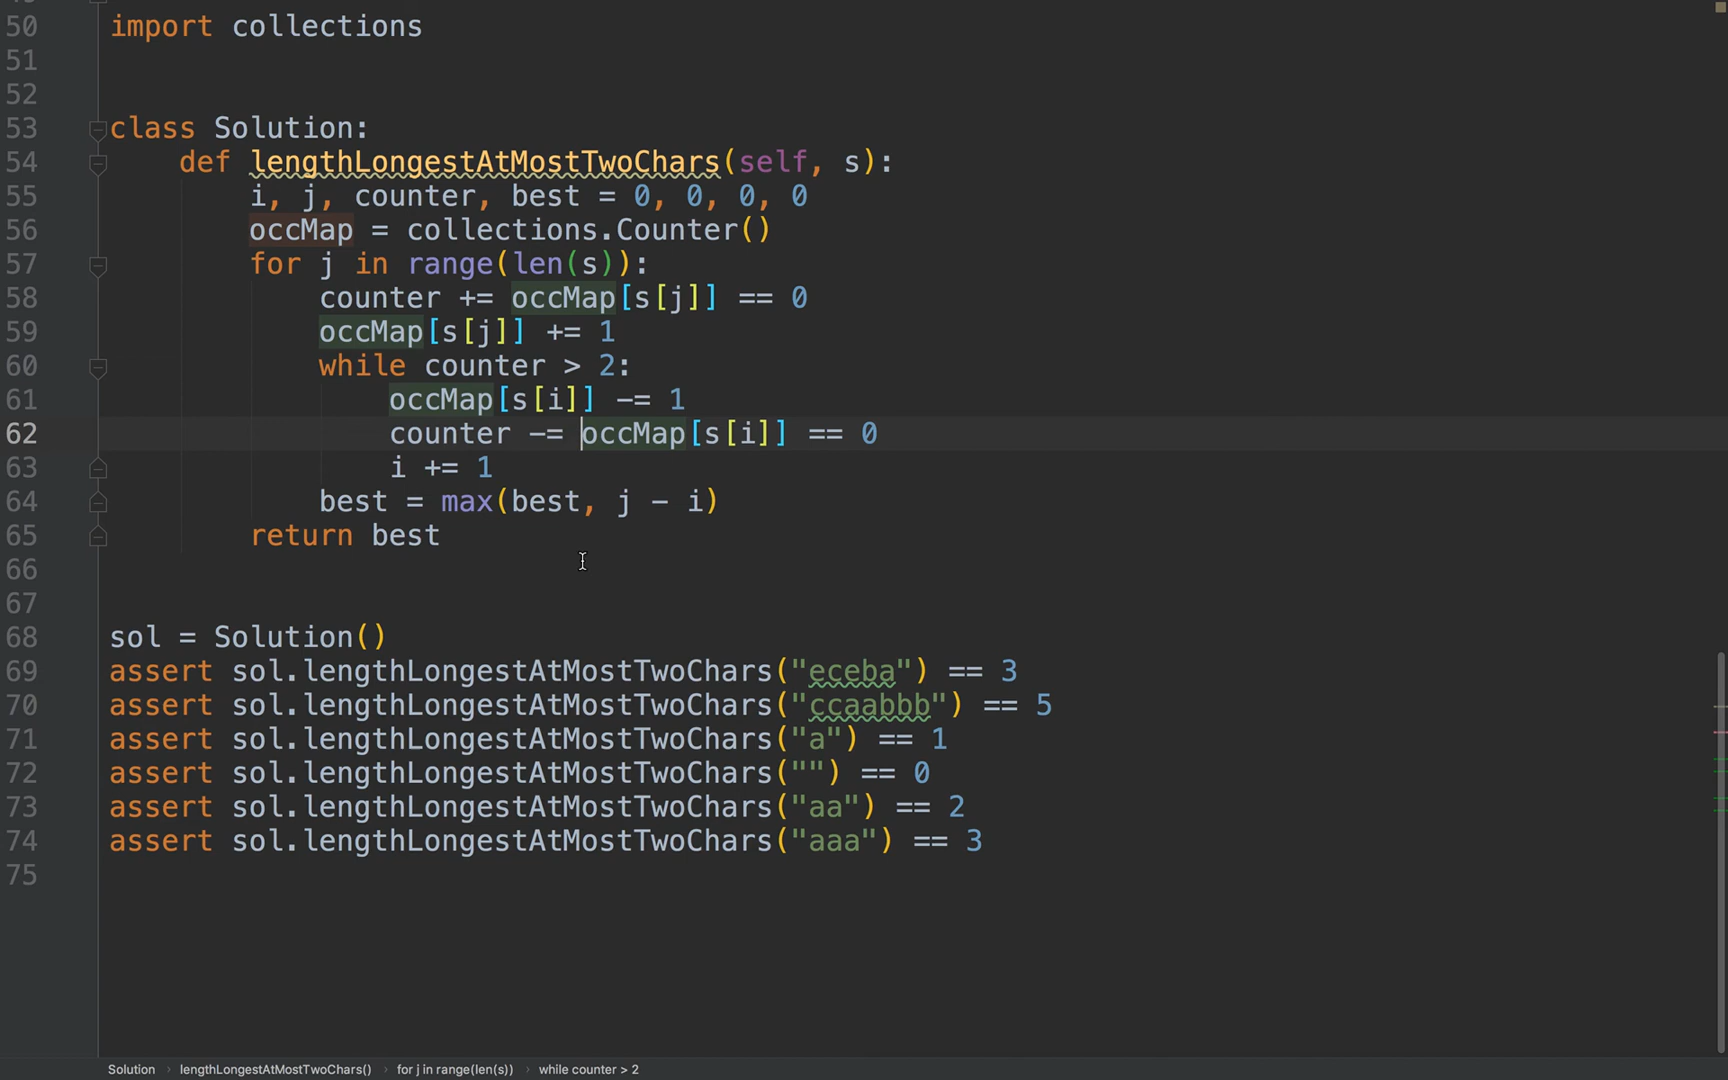 50 import collections
51
52
53 class Solution:
54 def lengthLongestAtMostTwoChars(self, s):
55 i, j, counter, best = 0, 0, 0, 0
56 occMap = collections.Counter()
57 for j in range(len(s)):
58 counter += occMap[s[j]] == 0
59 occMap[s[j]] += 1
60 while counter > 2:
61 occMap[s[i]] -= 1
62 counter -= occMap[s[i]] == 0
63 i += 1
64 best = max(best, j - i)
65 return best
66
67
68 sol = Solution()
69 assert sol.lengthLongestAtMostTwoChars("eceba") == 3
70 assert sol.lengthLongestAtMostTwoChars("ccaabbb") == 5
71 assert sol.lengthLongestAtMostTwoChars("a") == 1
72 assert sol.lengthLongestAtMostTwoChars("") == 0
73 assert sol.lengthLongestAtMostTwoChars("aa") == 2
74 assert sol.lengthLongestAtMostTwoChars("aaa") == 3
75
Solution › lengthLongestAtMostTwoChars() › for j in range(len(s)) › while counter > 2